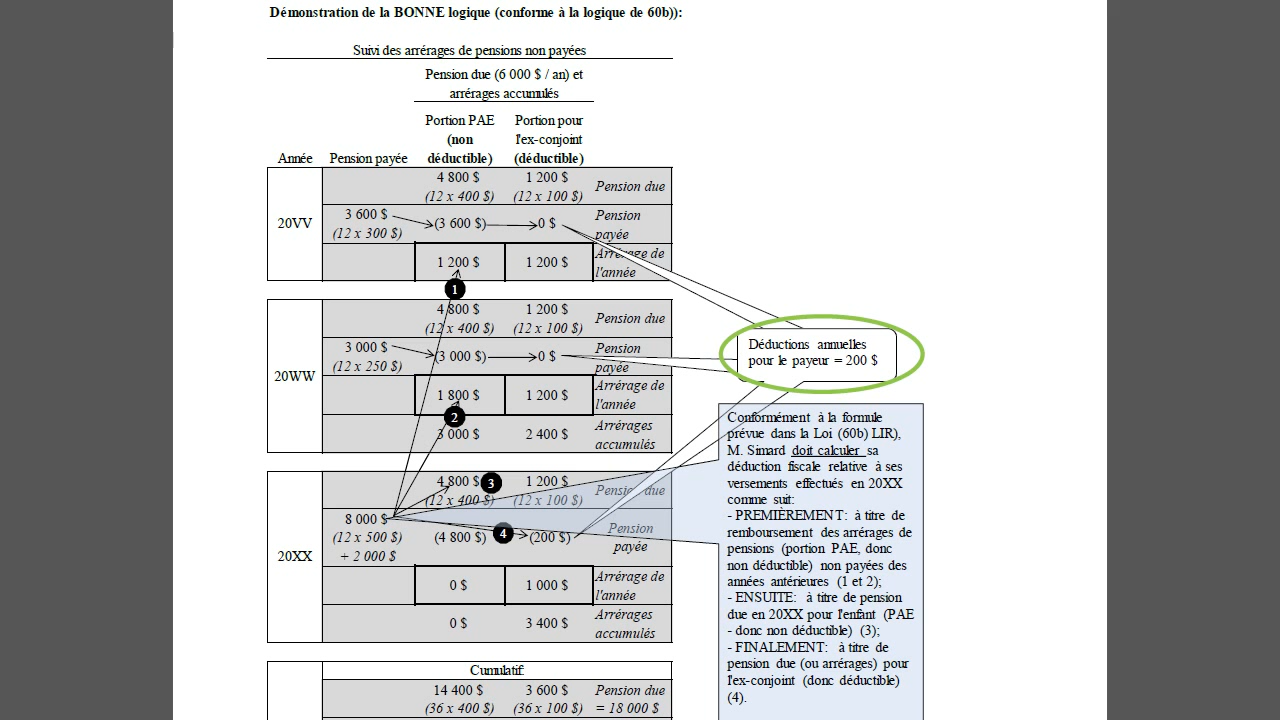 Démonstration de la BONNE logique (conforme à la logique de 60b)):
Suivi des arrérages de pensions non payées
Pension due (6 000 $ / an) et
arrérages accumulés
Portion PAE Portion pour
(non l'ex-conjoint
Année Pension payée déductible) (déductible)
4 800 $ 1 200 $ Pension due
(12 x 400 $) (12 x 100 $)
20VV
3 600 $ (3 600 $) 0 $ Pension
(12 x 300 $) payée
1 200 $ 1 200 $ Arrérage de
l'année
1
4 800 $ 1 200 $ Pension due
(12 x 400 $) (12 x 100 $)
20WW
3 000 $ (3 000 $) 0 $ Pension
(12 x 250 $) payée
1 800 $ 1 200 $ Arrérage de
l'année
2
3 000 $ 2 400 $ Arrérages
accumulés
4 800 $ 3 1 200 $ Pension due
(12 x 400 $) (12 x 100 $)
20XX
8 000 $
(12 x 500 $) (4 800 $) 4 (200 $) Pension
+ 2 000 $ payée
0 $ 1 000 $ Arrérage de
l'année
0 $ 3 400 $ Arrérages
accumulés
Cumulatif:
14 400 $ 3 600 $ Pension due
(36 x 400 $) (36 x 100 $) = 18 000 $
Déductions annuelles
pour le payeur = 200 $
Conformément à la formule
prévue dans la Loi (60b) LIR),
M. Simard doit calculer sa
déduction fiscale relative à ses
versements effectués en 20XX
comme suit:
- PREMIÈREMENT: à titre de
remboursement des arrérages de
pensions (portion PAE, donc
non déductible) non payées des
années antérieures (1 et 2);
- ENSUITE: à titre de pension
due en 20XX pour l'enfant (PAE
- donc non déductible) (3);
- FINALEMENT: à titre de
pension due (ou arrérages) pour
l'ex-conjoint (donc déductible)
(4).